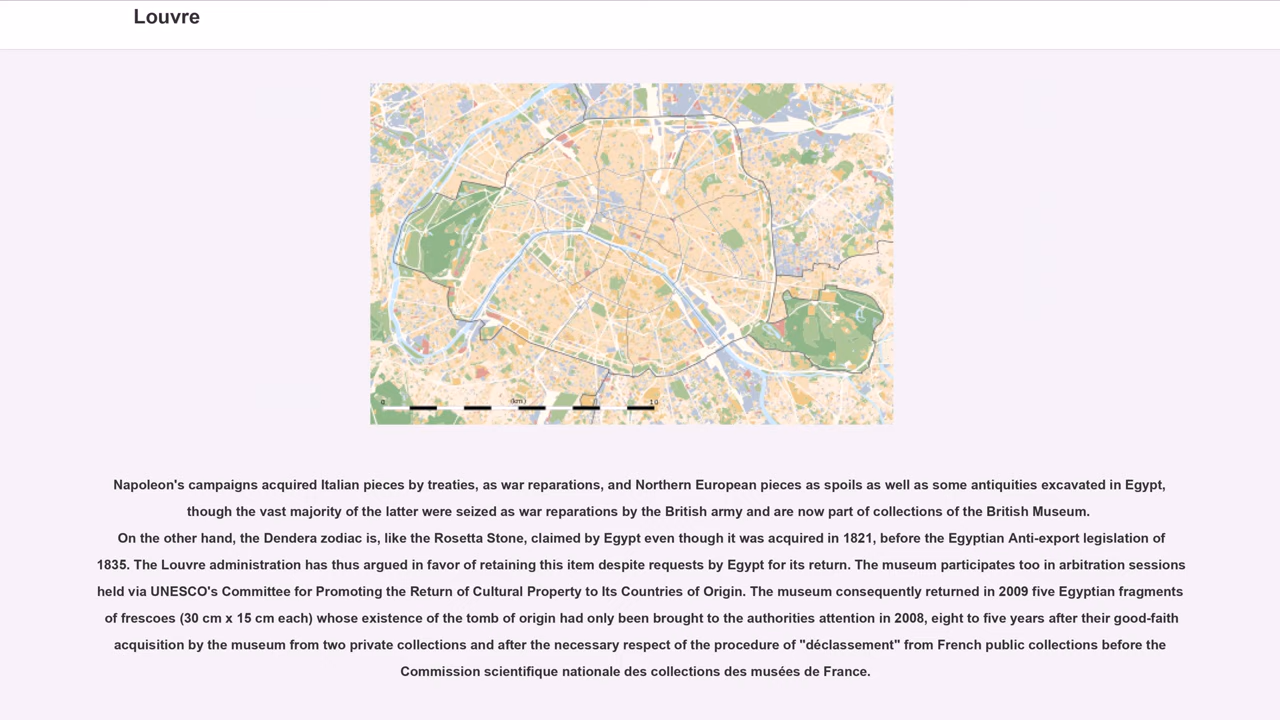 Louvre
0 (km) 10
Napoleon's campaigns acquired Italian pieces by treaties, as war reparations, and Northern European pieces as spoils as well as some antiquities excavated in Egypt,
though the vast majority of the latter were seized as war reparations by the British army and are now part of collections of the British Museum.
On the other hand, the Dendera zodiac is, like the Rosetta Stone, claimed by Egypt even though it was acquired in 1821, before the Egyptian Anti-export legislation of
1835. The Louvre administration has thus argued in favor of retaining this item despite requests by Egypt for its return. The museum participates too in arbitration sessions
held via UNESCO's Committee for Promoting the Return of Cultural Property to Its Countries of Origin. The museum consequently returned in 2009 five Egyptian fragments
of frescoes (30 cm x 15 cm each) whose existence of the tomb of origin had only been brought to the authorities attention in 2008, eight to five years after their good-faith
acquisition by the museum from two private collections and after the necessary respect of the procedure of "déclassement" from French public collections before the
Commission scientifique nationale des collections des musées de France.